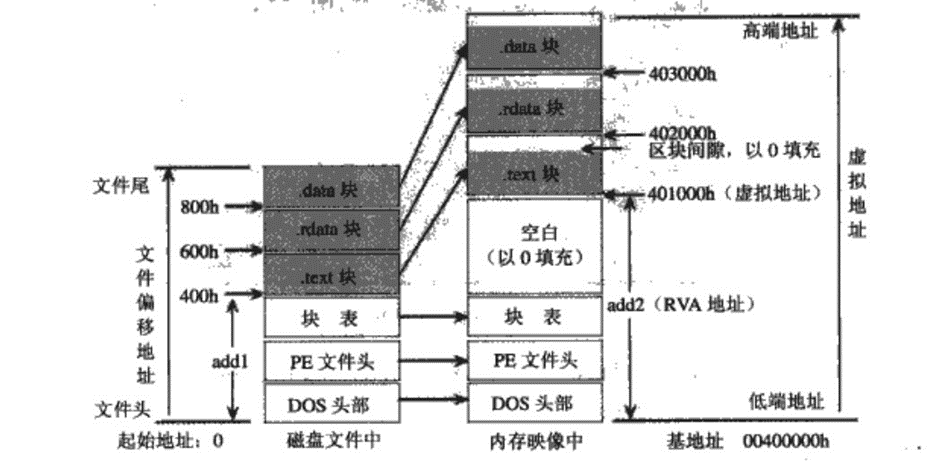 高端地址
.data 块
403000h
.rdata 块
402000h
区块间隙，以 0 填充
.text 块
401000h（虚拟地址）
虚拟地址
文件尾
.data 块
800h
.rdata 块
600h
.text 块
400h
文件偏移地址
空白
（以 0 填充）
add2（RVA 地址）
块 表
块 表
add1
PE 文件头
PE 文件头
DOS 头部
DOS 头部
文件头
低端地址
起始地址：0
磁盘文件中
内存映像中
基地址 00400000h